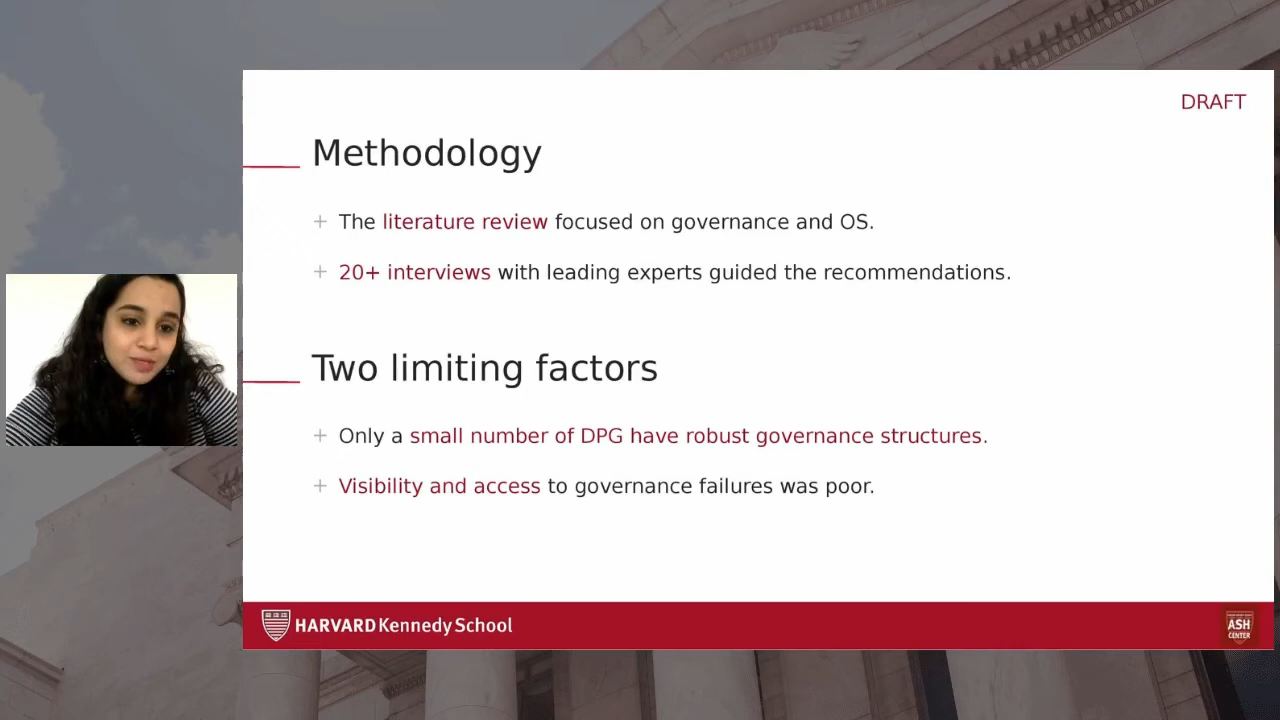 DRAFT
Methodology
+ The literature review focused on governance and OS.
+ 20+ interviews with leading experts guided the recommendations.
Two limiting factors
+ Only a small number of DPG have robust governance structures.
+ Visibility and access to governance failures was poor.
HARVARD Kennedy School
ASH
CENTER